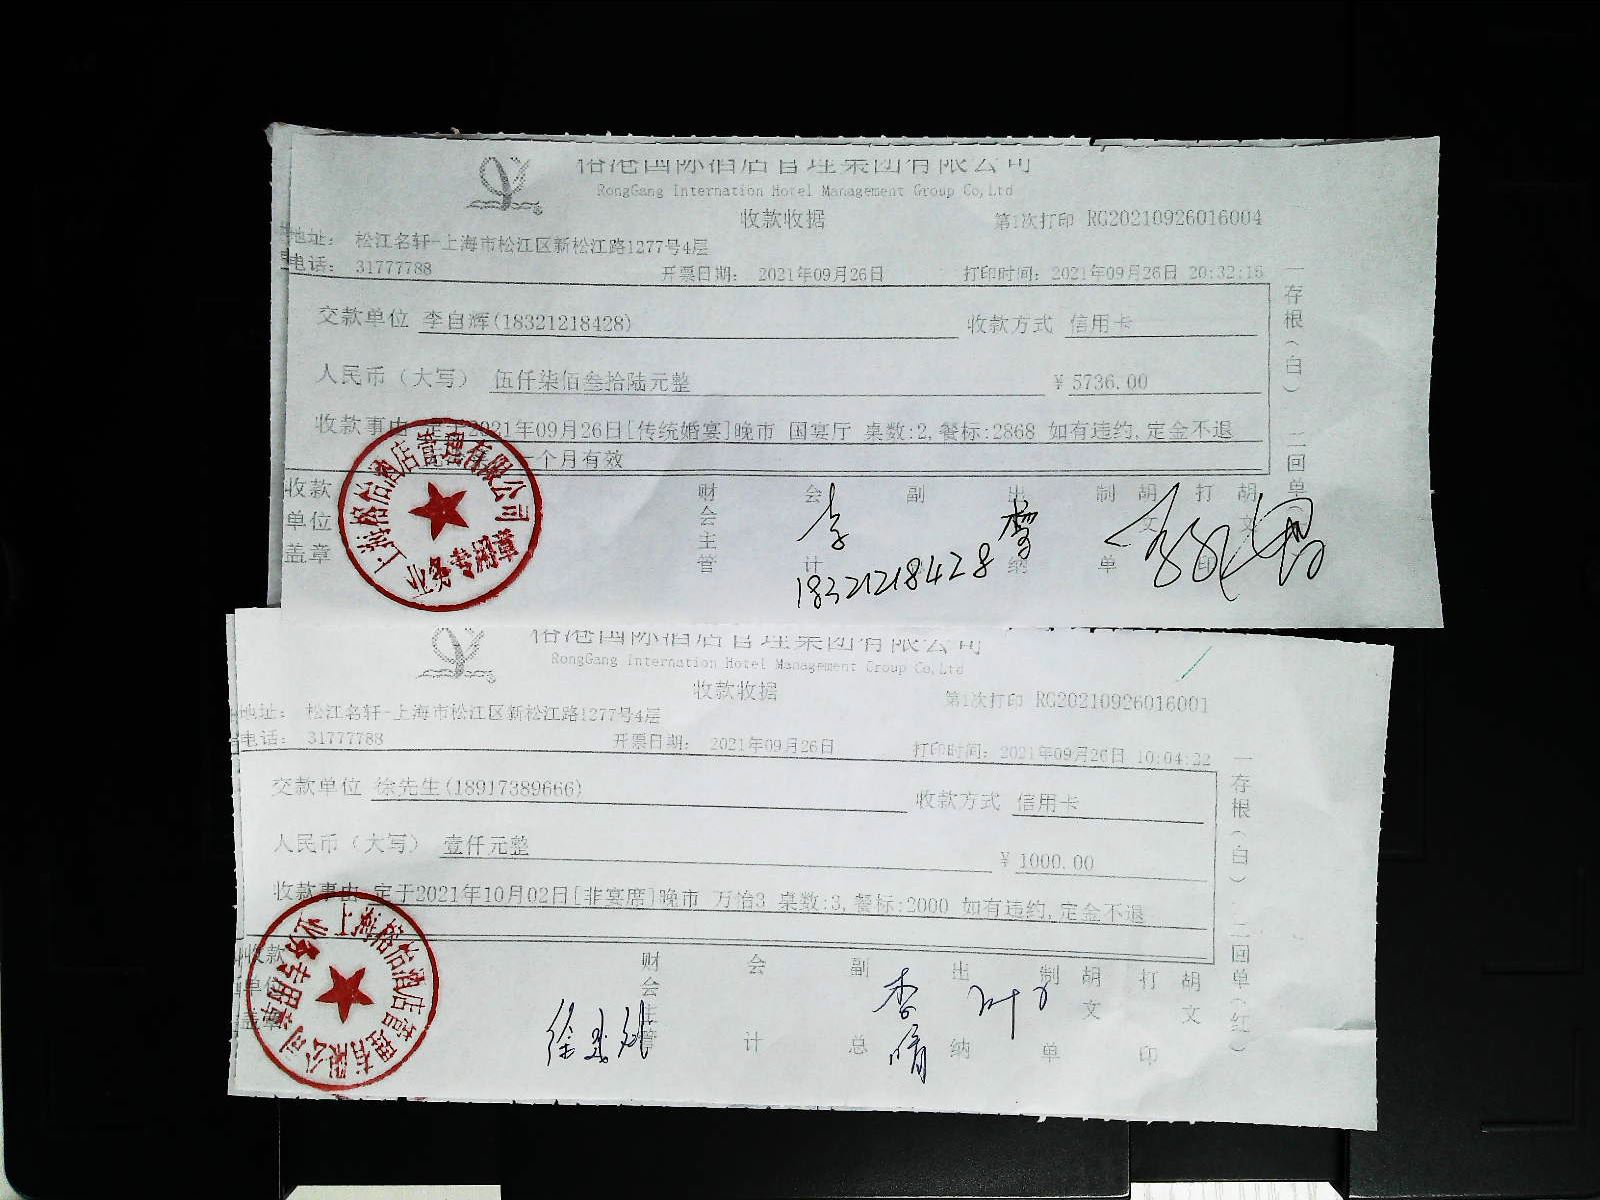 裕港国际酒店管理集团有限公司
RongGang Internation Hotel Management Group Co,Ltd
收款收据
第1次打印 RG20210926016004
地址： 松江名轩-上海市松江区新松江路1277号4层
电话： 31777788
开票日期： 2021年09月26日
打印时间：2021年09月26日 20:32:16
交款单位 李自辉(18321218428)
收款方式 信用卡
人民币（大写） 伍仟柒佰叁拾陆元整
￥5736.00
收款事由 定于2021年09月26日[传统婚宴]晚市 国宴厅 桌数:2,餐标:2868 如有违约,定金不退
一个月有效
收款单位盖章
财会主管
会计
副
出纳
制单
胡文
打印
胡文
18321218428
一存根(白) 二回单
上海格怡酒店管理有限公司
业务专用章
裕港国际酒店管理集团有限公司
RongGang Internation Hotel Management Group Co,Ltd
收款收据
第1次打印 RG20210926016001
地址： 松江名轩-上海市松江区新松江路1277号4层
电话： 31777788
开票日期： 2021年09月26日
打印时间：2021年09月26日 10:04:32
交款单位 徐先生(18917389666)
收款方式 信用卡
人民币（大写） 壹仟元整
￥1000.00
收款事由 定于2021年10月02日[非宴席]晚市 万怡3 桌数:3,餐标:2000 如有违约,定金不退
收款单位盖章
财会主管
会计
副总
出纳
制单
胡文
打印
胡文
李晴
一存根(白) 二回单(红)
上海格怡酒店管理有限公司
业务专用章